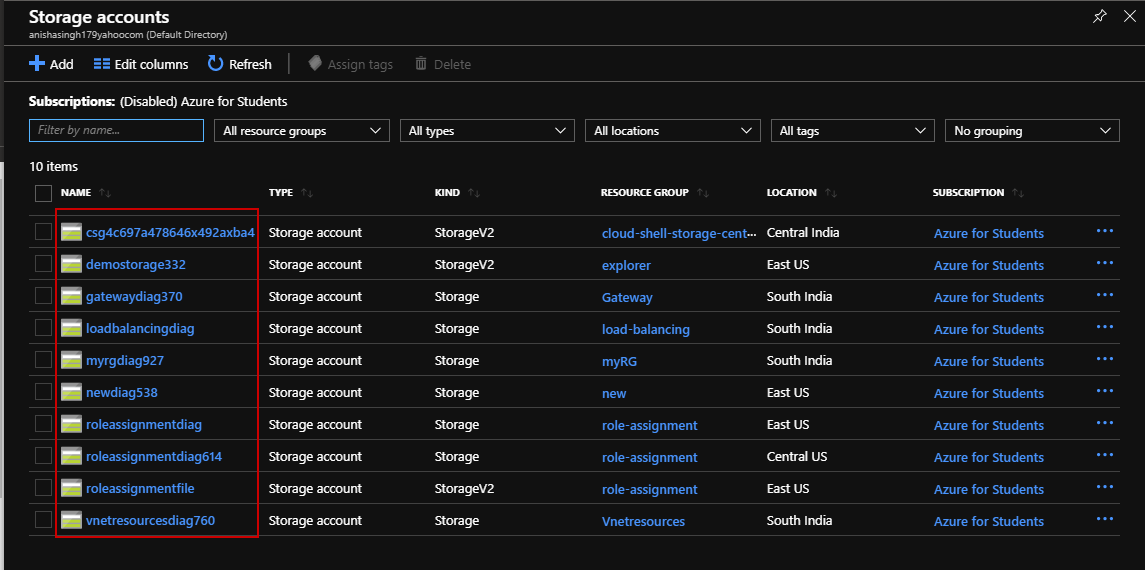 Storage accounts
anishasingh179yahoocom (Default Directory)
Add Edit columns Refresh Assign tags Delete
Subscriptions: (Disabled) Azure for Students
Filter by name... All resource groups All types All locations All tags No grouping
10 items
NAME TYPE KIND RESOURCE GROUP LOCATION SUBSCRIPTION
csg4c697a478646x492axba4 Storage account StorageV2 cloud-shell-storage-cent... Central India Azure for Students
demostorage332 Storage account StorageV2 explorer East US Azure for Students
gatewaydiag370 Storage account Storage Gateway South India Azure for Students
loadbalancingdiag Storage account Storage load-balancing South India Azure for Students
myrgdiag927 Storage account Storage myRG South India Azure for Students
newdiag538 Storage account Storage new East US Azure for Students
roleassignmentdiag Storage account Storage role-assignment East US Azure for Students
roleassignmentdiag614 Storage account Storage role-assignment Central US Azure for Students
roleassignmentfile Storage account StorageV2 role-assignment East US Azure for Students
vnetresourcesdiag760 Storage account Storage Vnetresources South India Azure for Students